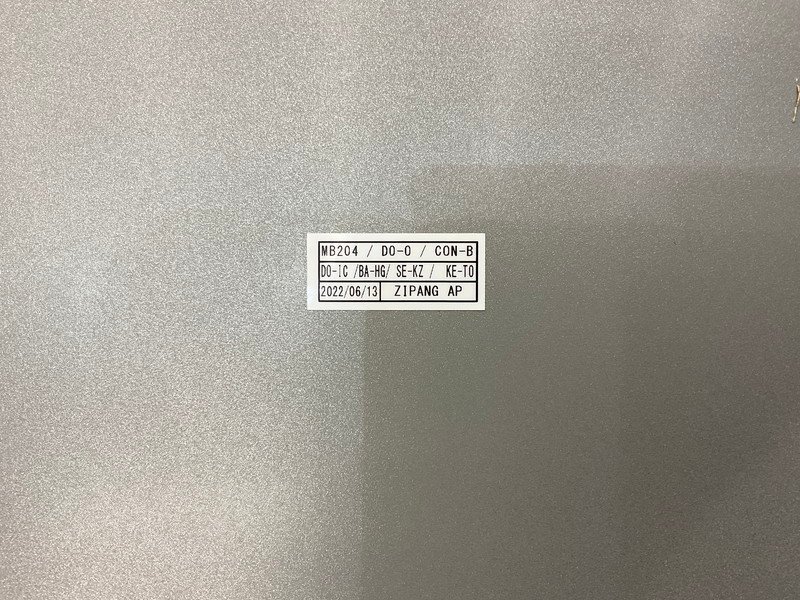 MB204 / DO-O / CON-B
DO-IC /BA-HG/ SE-KZ / KE-TO
2022/06/13 ZIPANG AP